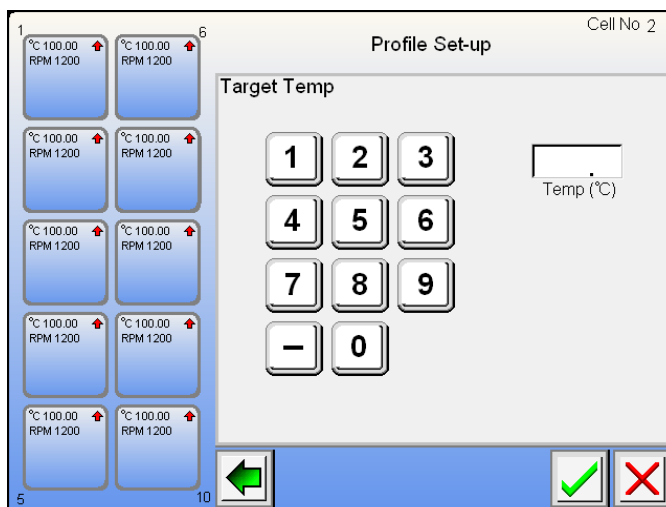 Cell No 2
Profile Set-up
1
6
°C 100.00
RPM 1200
°C 100.00
RPM 1200
°C 100.00
RPM 1200
°C 100.00
RPM 1200
°C 100.00
RPM 1200
°C 100.00
RPM 1200
°C 100.00
RPM 1200
°C 100.00
RPM 1200
°C 100.00
RPM 1200
°C 100.00
RPM 1200
5
10
Target Temp
1 2 3
4 5 6
7 8 9
– 0
.
Temp (°C)